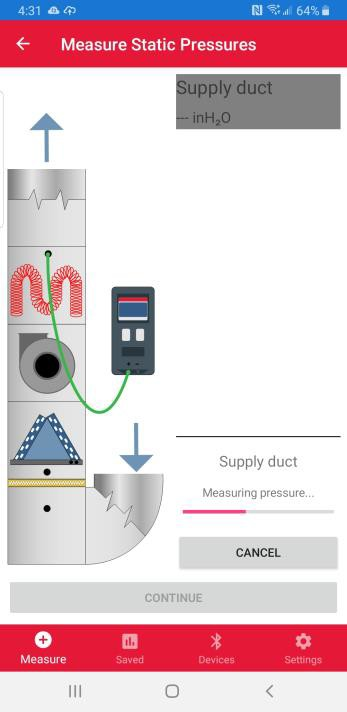 4:31
64%
Measure Static Pressures
Supply duct
--- inH₂O
Supply duct
Measuring pressure...
CANCEL
CONTINUE
Measure
Saved
Devices
Settings